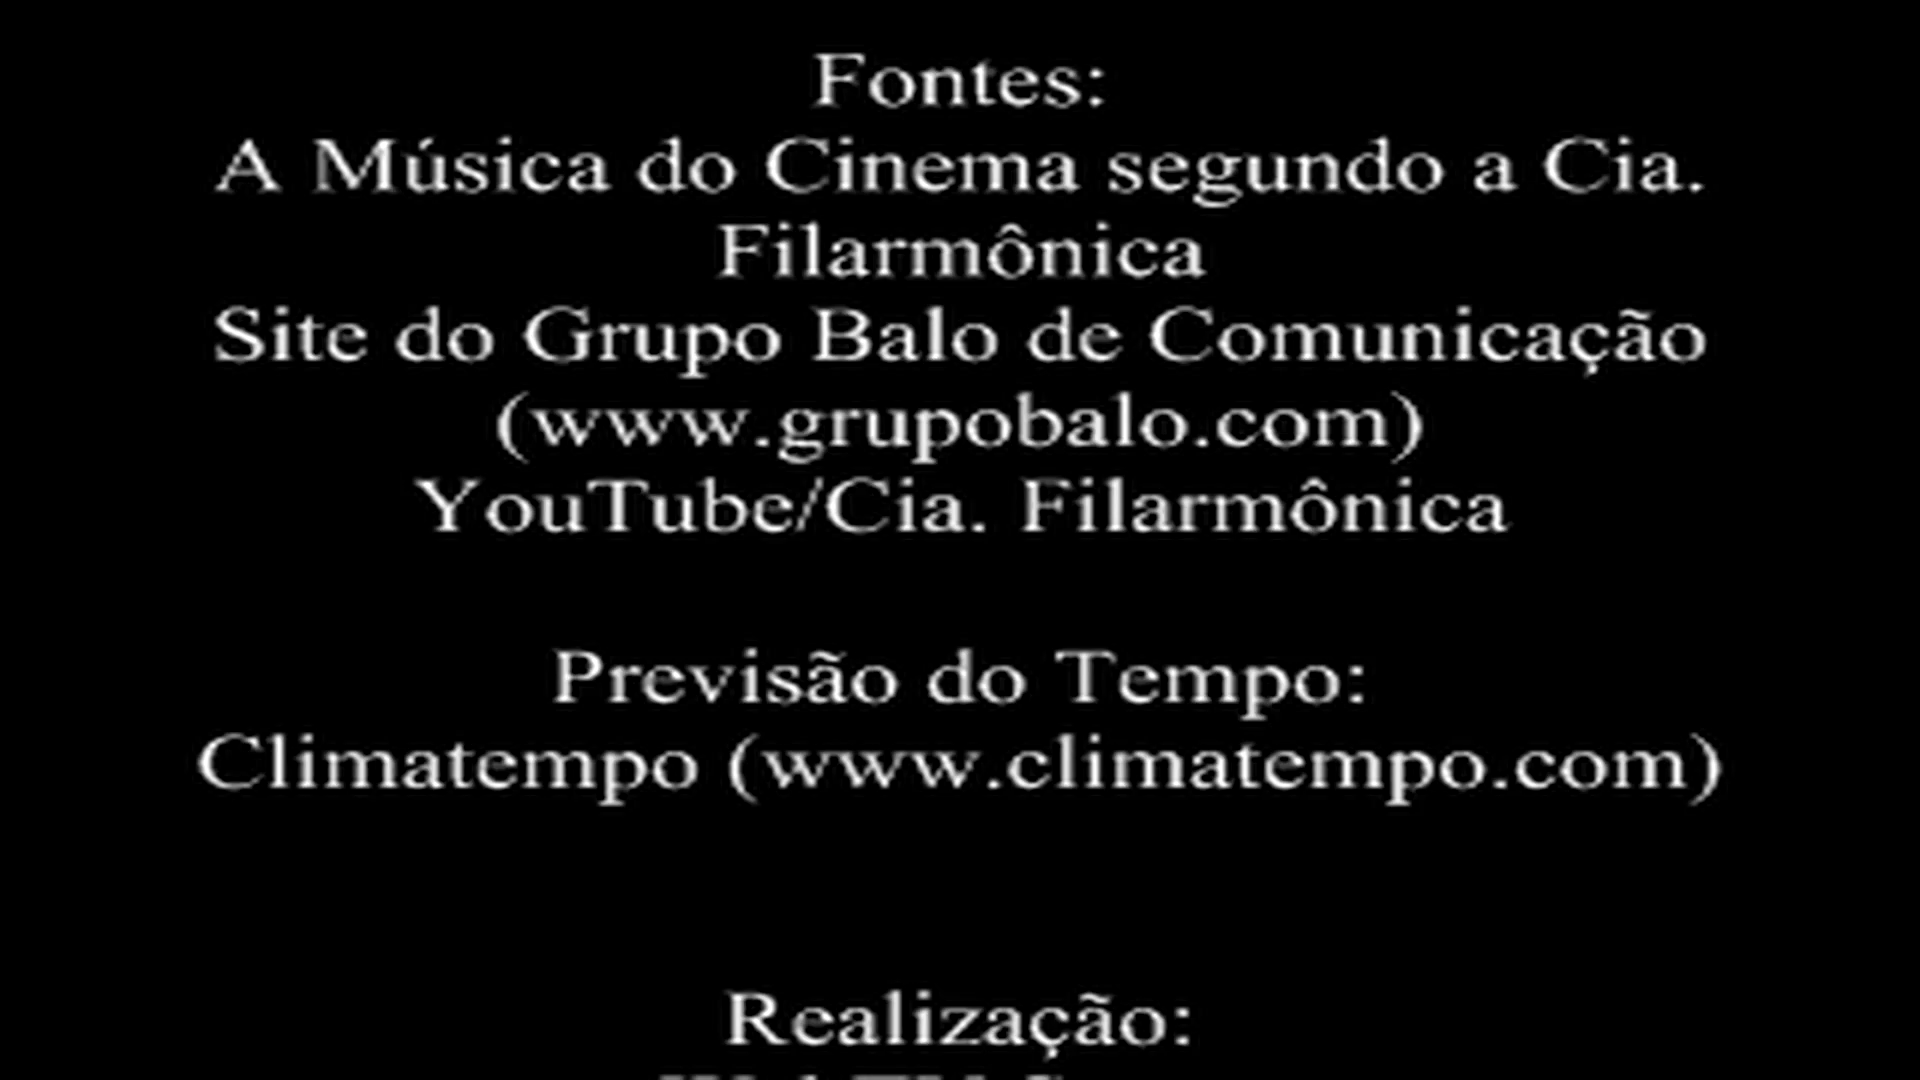 Fontes:
A Música do Cinema segundo a Cia.
Filarmônica
Site do Grupo Balo de Comunicação
(www.grupobalo.com)
YouTube/Cia. Filarmônica
Previsão do Tempo:
Climatempo (www.climatempo.com)
Realização: